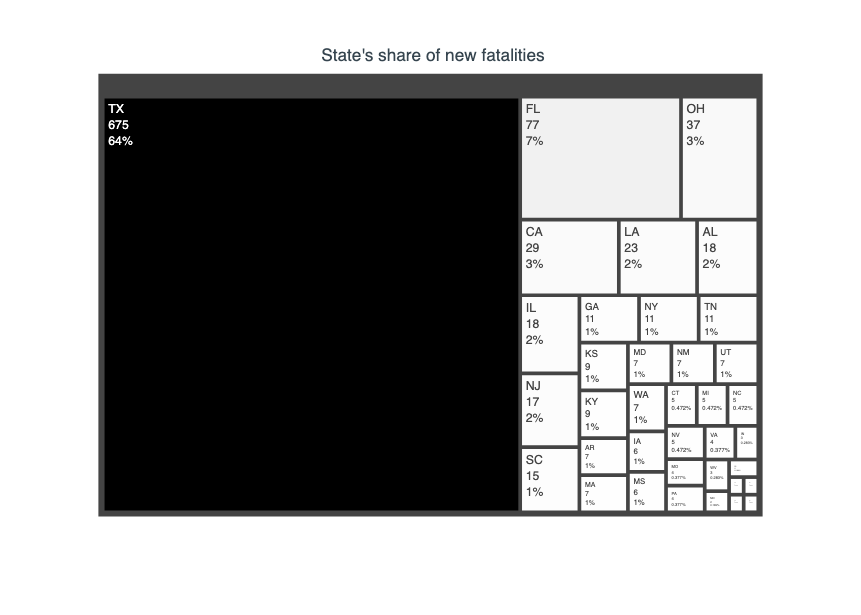 State's share of new fatalities
TX
675
64%
FL
77
7%
OH
37
3%
CA
29
3%
LA
23
2%
AL
18
2%
IL
18
2%
NJ
17
2%
SC
15
1%
GA
11
1%
NY
11
1%
TN
11
1%
KS
9
1%
KY
9
1%
AR
7
1%
MA
7
1%
MD
7
1%
NM
7
1%
UT
7
1%
WA
7
1%
IA
6
1%
MS
6
1%
CT
5
0.472%
MI
5
0.472%
NC
5
0.472%
NV
5
0.472%
VA
4
0.377%
MO
4
0.377%
PA
4
0.377%
WV
3
0.283%